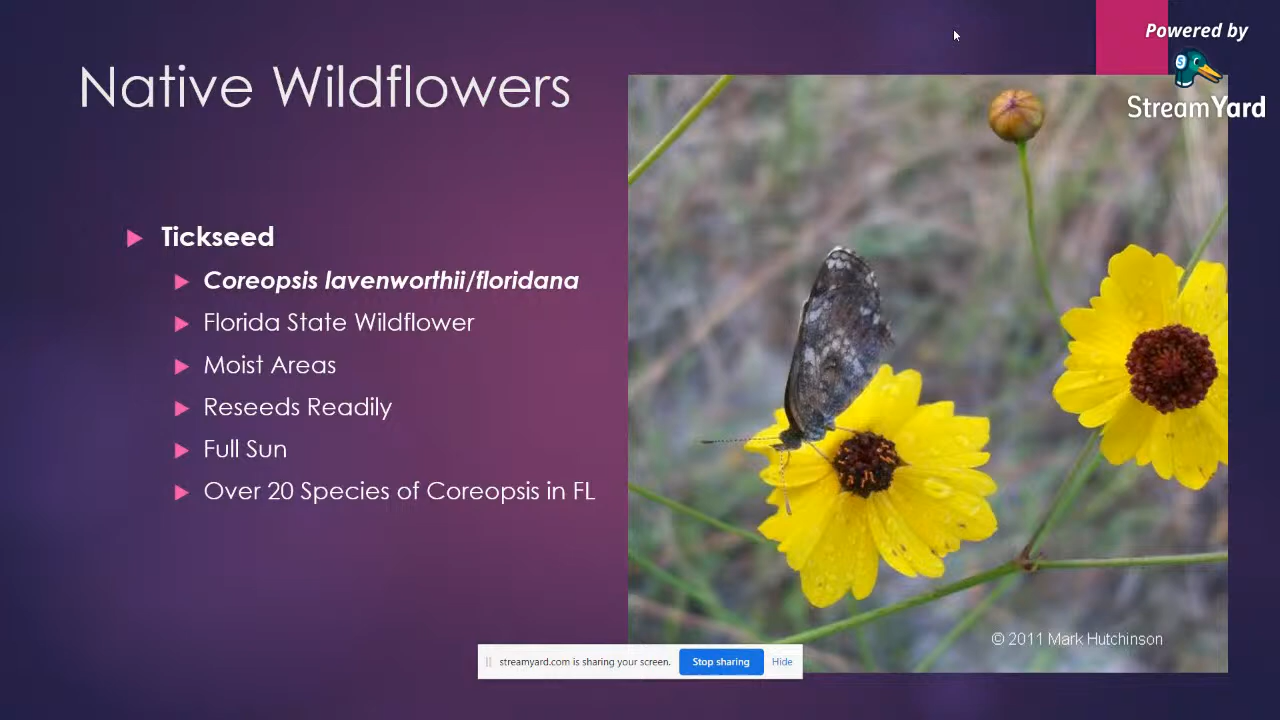 Powered by
StreamYard
Native Wildflowers
Tickseed
Coreopsis lavenworthii/floridana
Florida State Wildflower
Moist Areas
Reseeds Readily
Full Sun
Over 20 Species of Coreopsis in FL
© 2011 Mark Hutchinson
streamyard.com is sharing your screen.
Stop sharing
Hide